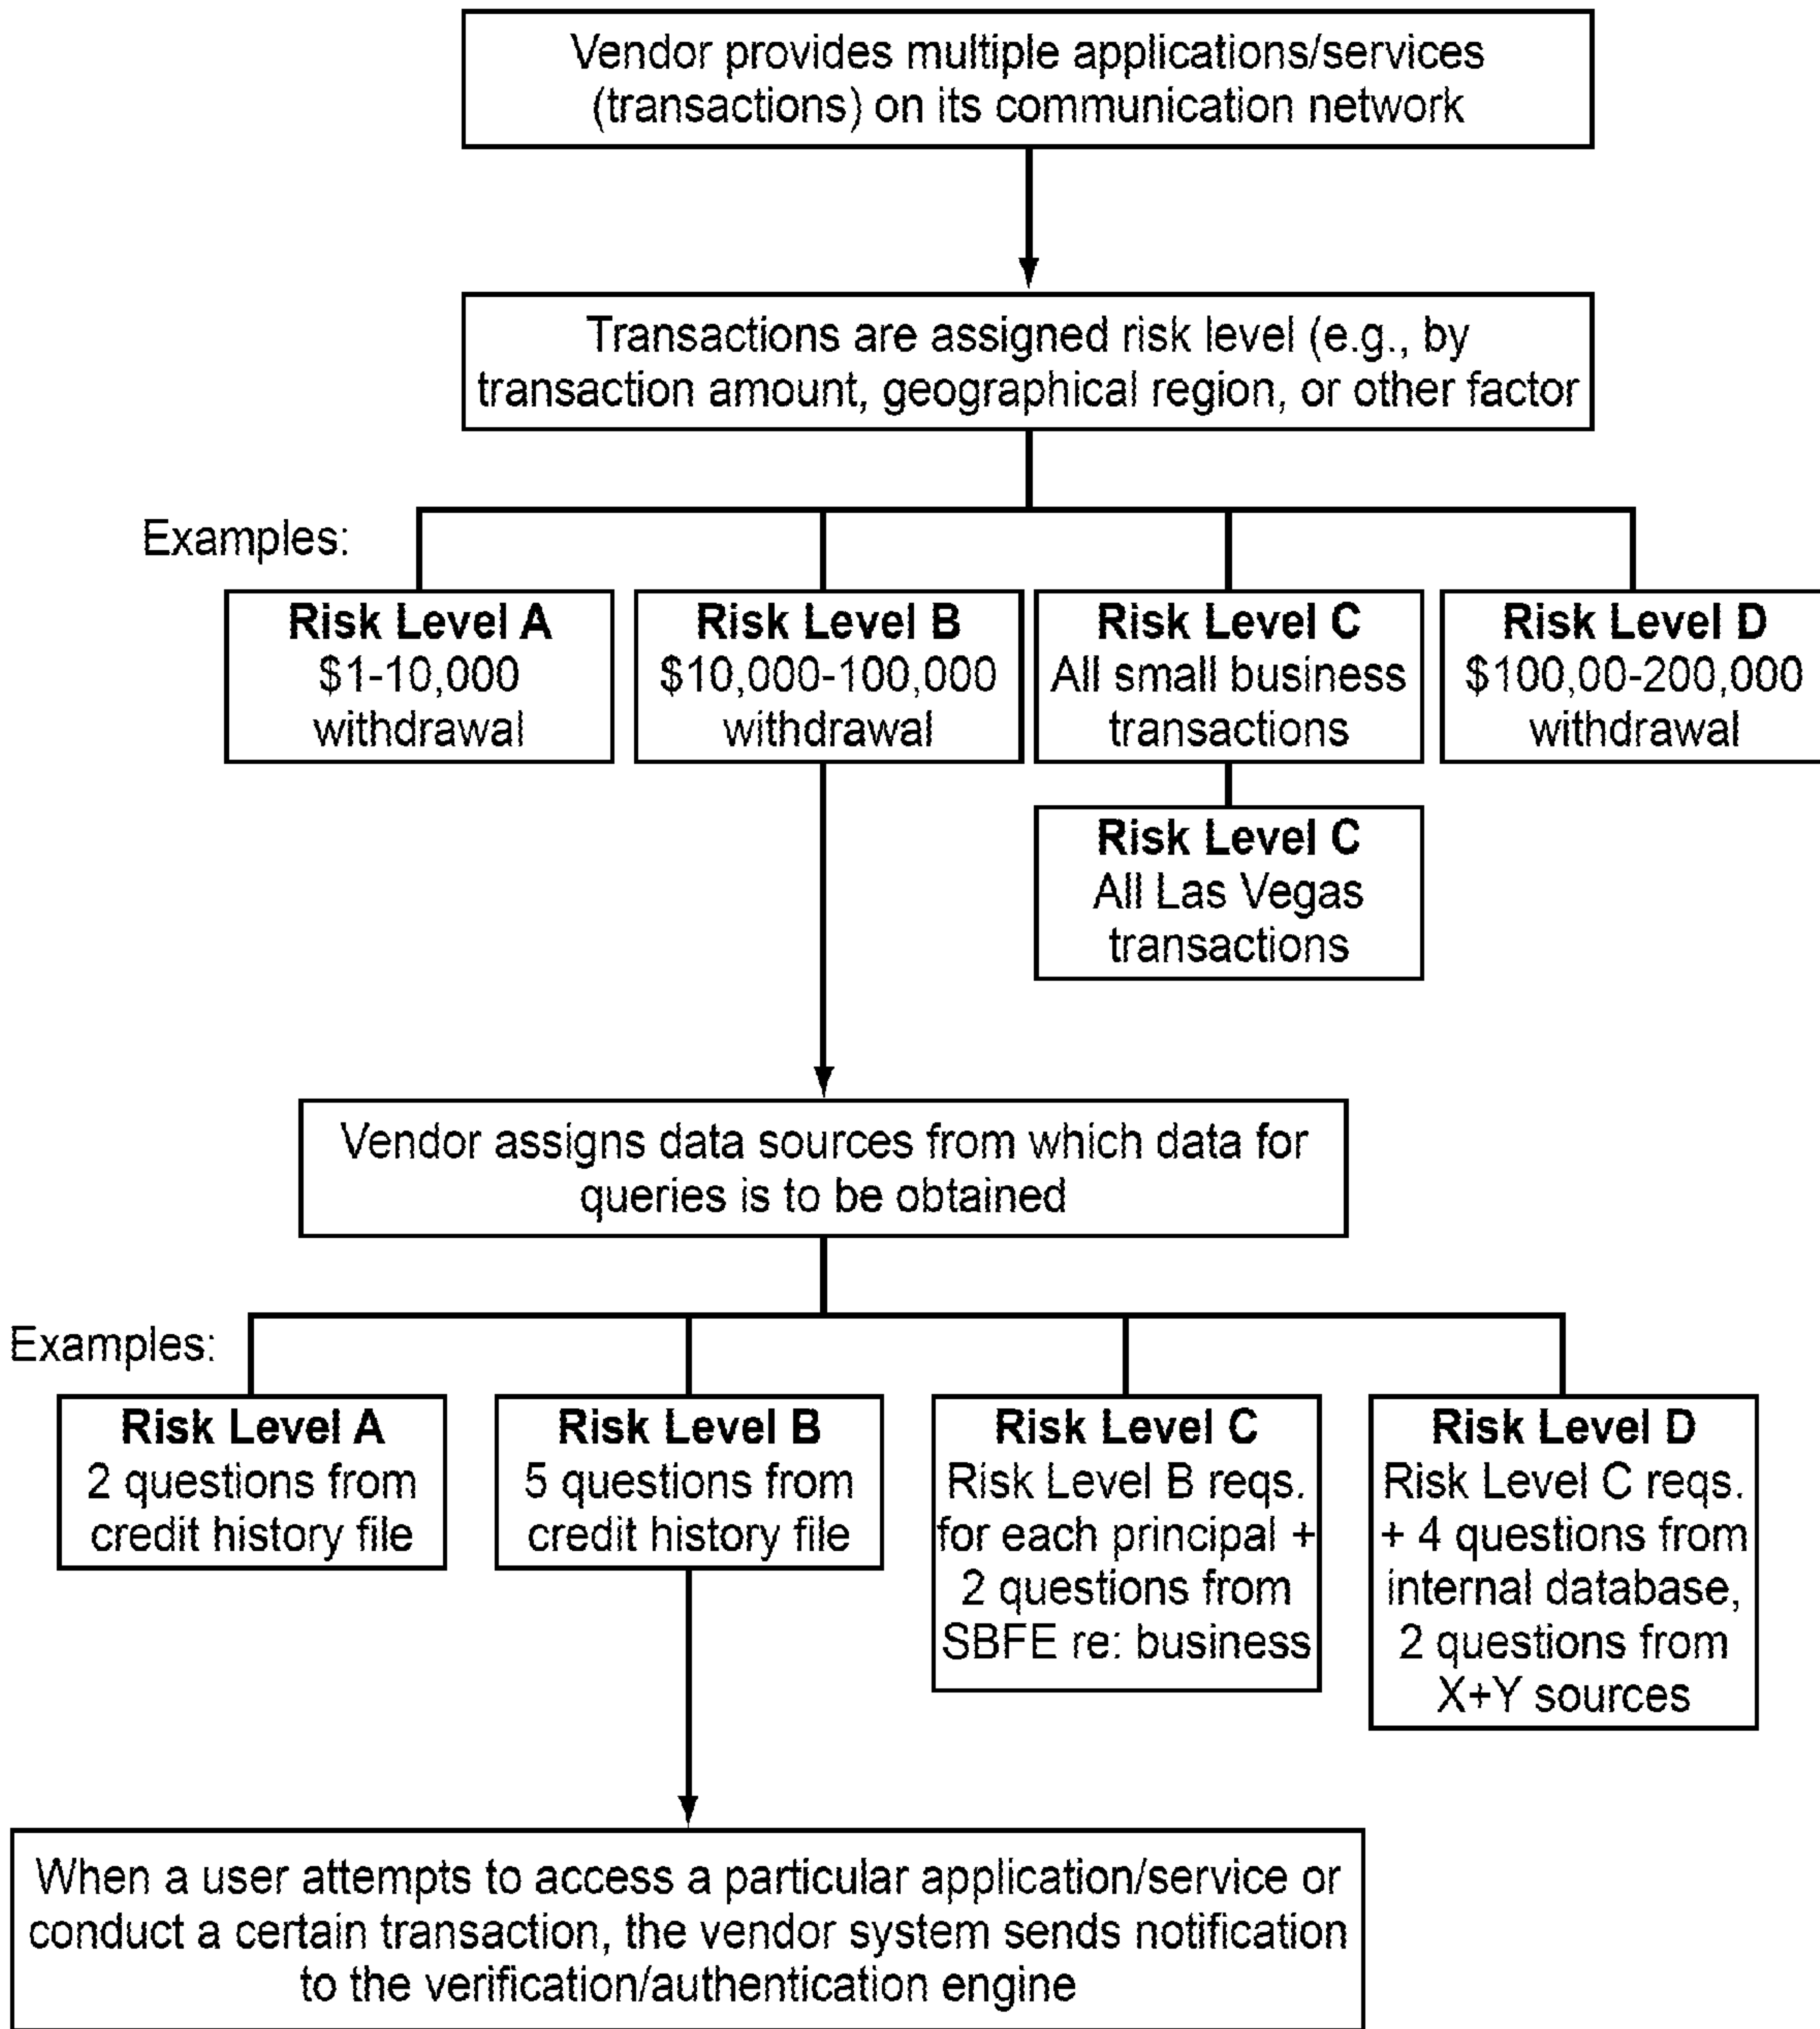 Vendor provides multiple applications/services
(transactions) on its communication network
Transactions are assigned risk level (e.g., by
transaction amount, geographical region, or other factor
Examples:
Risk Level A
$1-10,000
withdrawal
Risk Level B
$10,000-100,000
withdrawal
Risk Level C
All small business
transactions
Risk Level D
$100,00-200,000
withdrawal
Risk Level C
All Las Vegas
transactions
Vendor assigns data sources from which data for
queries is to be obtained
Examples:
Risk Level A
2 questions from
credit history file
Risk Level B
5 questions from
credit history file
Risk Level C
Risk Level B reqs.
for each principal +
2 questions from
SBFE re: business
Risk Level D
Risk Level C reqs.
+ 4 questions from
internal database,
2 questions from
X+Y sources
When a user attempts to access a particular application/service or
conduct a certain transaction, the vendor system sends notification
to the verification/authentication engine